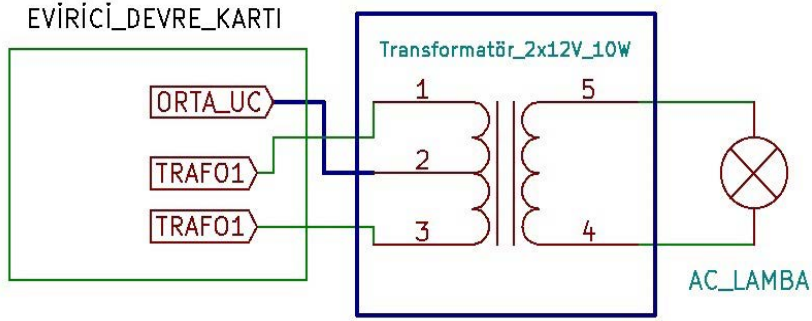 EVİRİCİ_DEVRE_KARTI
Transformatör_2x12V_10W
ORTA_UC
1
5
TRAFO1
2
TRAFO1
3
4
AC_LAMBA